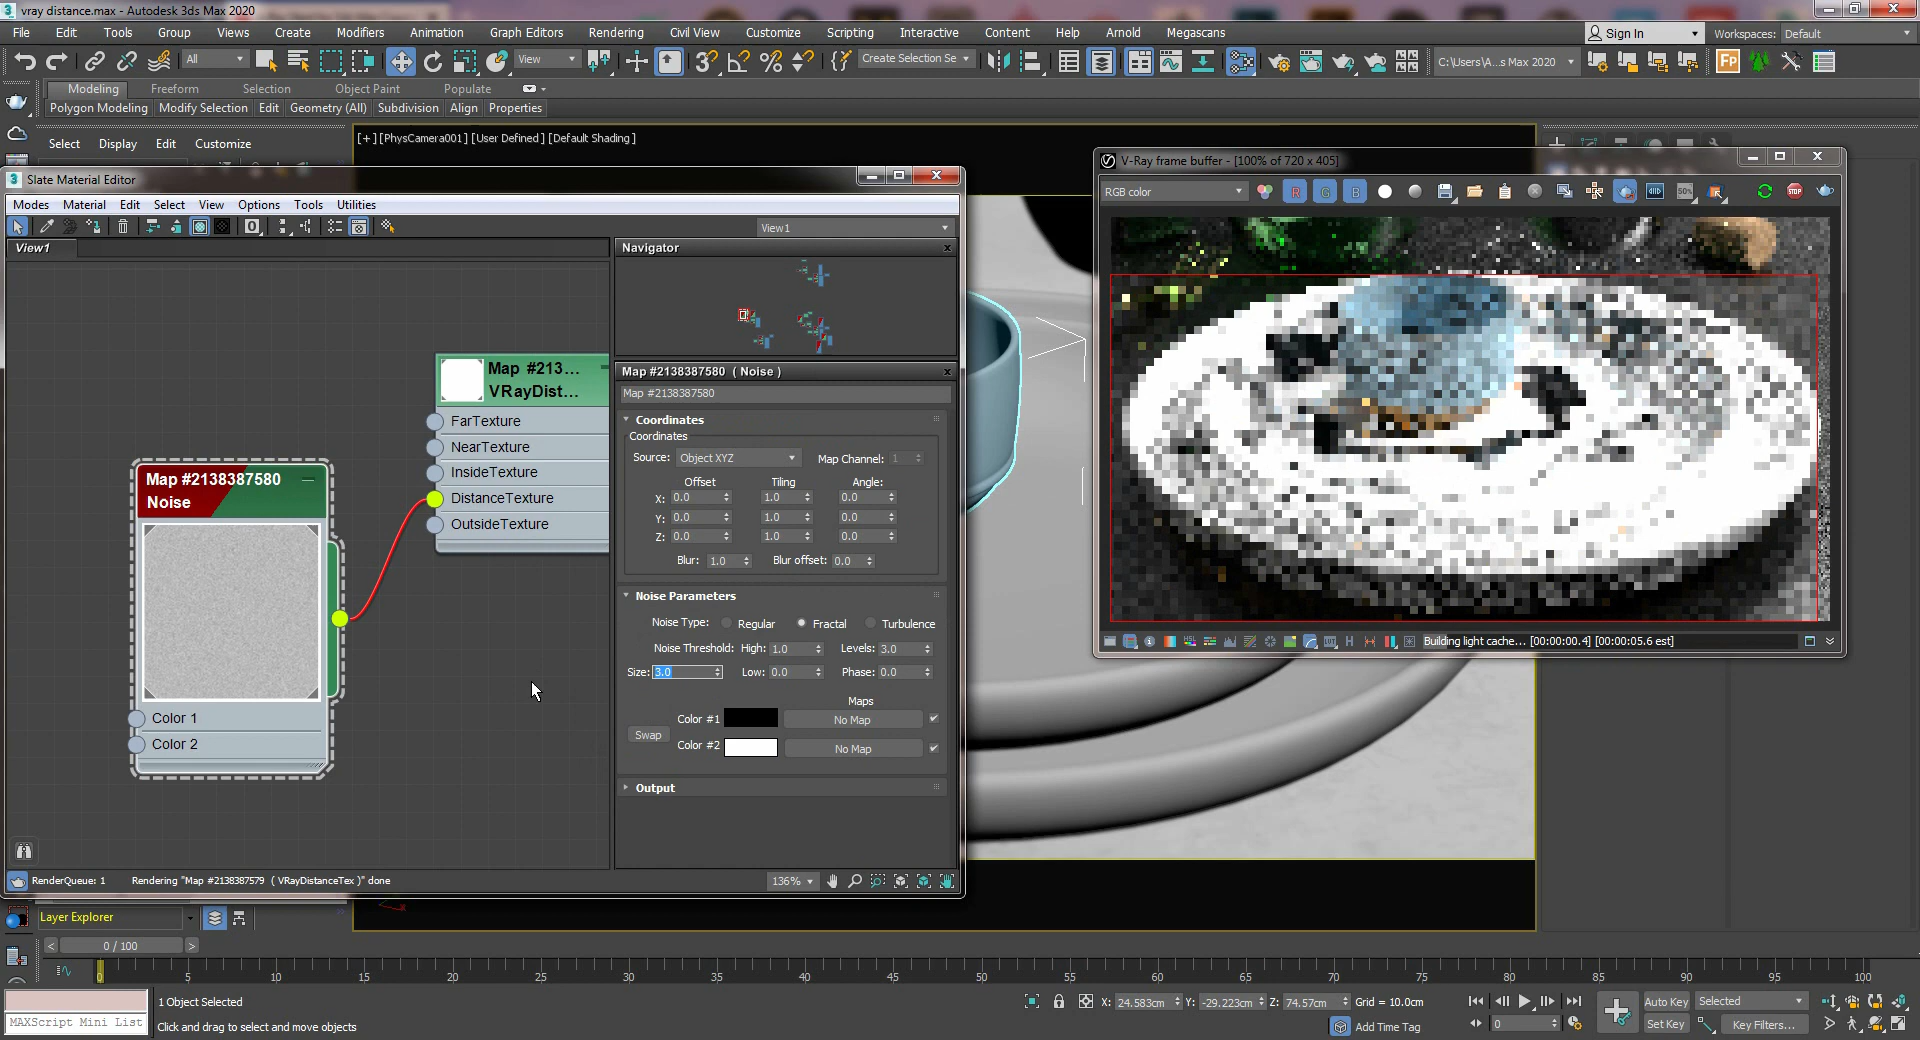 vray distance.max - Autodesk 3ds Max 2020
File Edit Tools Group Views Create Modifiers Animation Graph Editors Rendering Civil View Customize Scripting Interactive Content Help Arnold Megascans Sign In Workspaces: Default
All View Create Selection Se C:\Users\A...s Max 2020
Modeling Freeform Selection Object Paint Populate
Polygon Modeling Modify Selection Edit Geometry (All) Subdivision Align Properties
Select Display Edit Customize
[+] [PhysCamera001] [User Defined] [Default Shading]
Slate Material Editor
Modes Material Edit Select View Options Tools Utilities
View1
View1
Navigator
Map #213...
VRayDist...
FarTexture
NearTexture
InsideTexture
DistanceTexture
OutsideTexture
Map #2138387580
Noise
Color 1
Color 2
Map #2138387580 ( Noise )
Map #2138387580
Coordinates
Coordinates
Source: Object XYZ Map Channel: 1
Offset Tiling Angle:
X: 0.0 1.0 0.0
Y: 0.0 1.0 0.0
Z: 0.0 1.0 0.0
Blur: 1.0 Blur offset: 0.0
Noise Parameters
Noise Type: Regular Fractal Turbulence
Noise Threshold: High: 1.0 Levels: 3.0
Size: 3.0 Low: 0.0 Phase: 0.0
Maps
Color #1 No Map
Swap
Color #2 No Map
Output
RenderQueue: 1 Rendering "Map #2138387579 ( VRayDistanceTex )" done
136%
V-Ray frame buffer - [100% of 720 x 405]
RGB color R G B 50% STOP
Building light cache... [00:00:00.4] [00:00:05.6 est]
Layer Explorer
0 / 100
0 5 10 15 20 25 30 35 40 45 50 55 60 65 70 75 80 85 90 95 100
1 Object Selected
MAXScript Mini List
Click and drag to select and move objects
X: 24.583cm Y: -29.223cm Z: 74.57cm Grid = 10.0cm
Add Time Tag
0
Auto Key Selected
Set Key Key Filters...